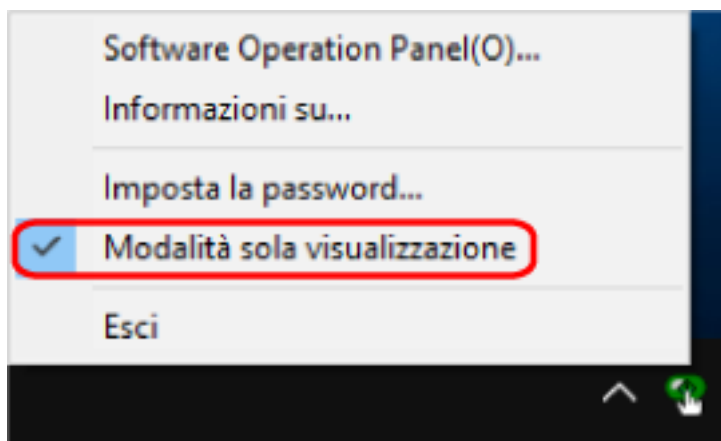 Software Operation Panel(O)...
Informazioni su...
Imposta la password...
Modalità sola visualizzazione
Esci